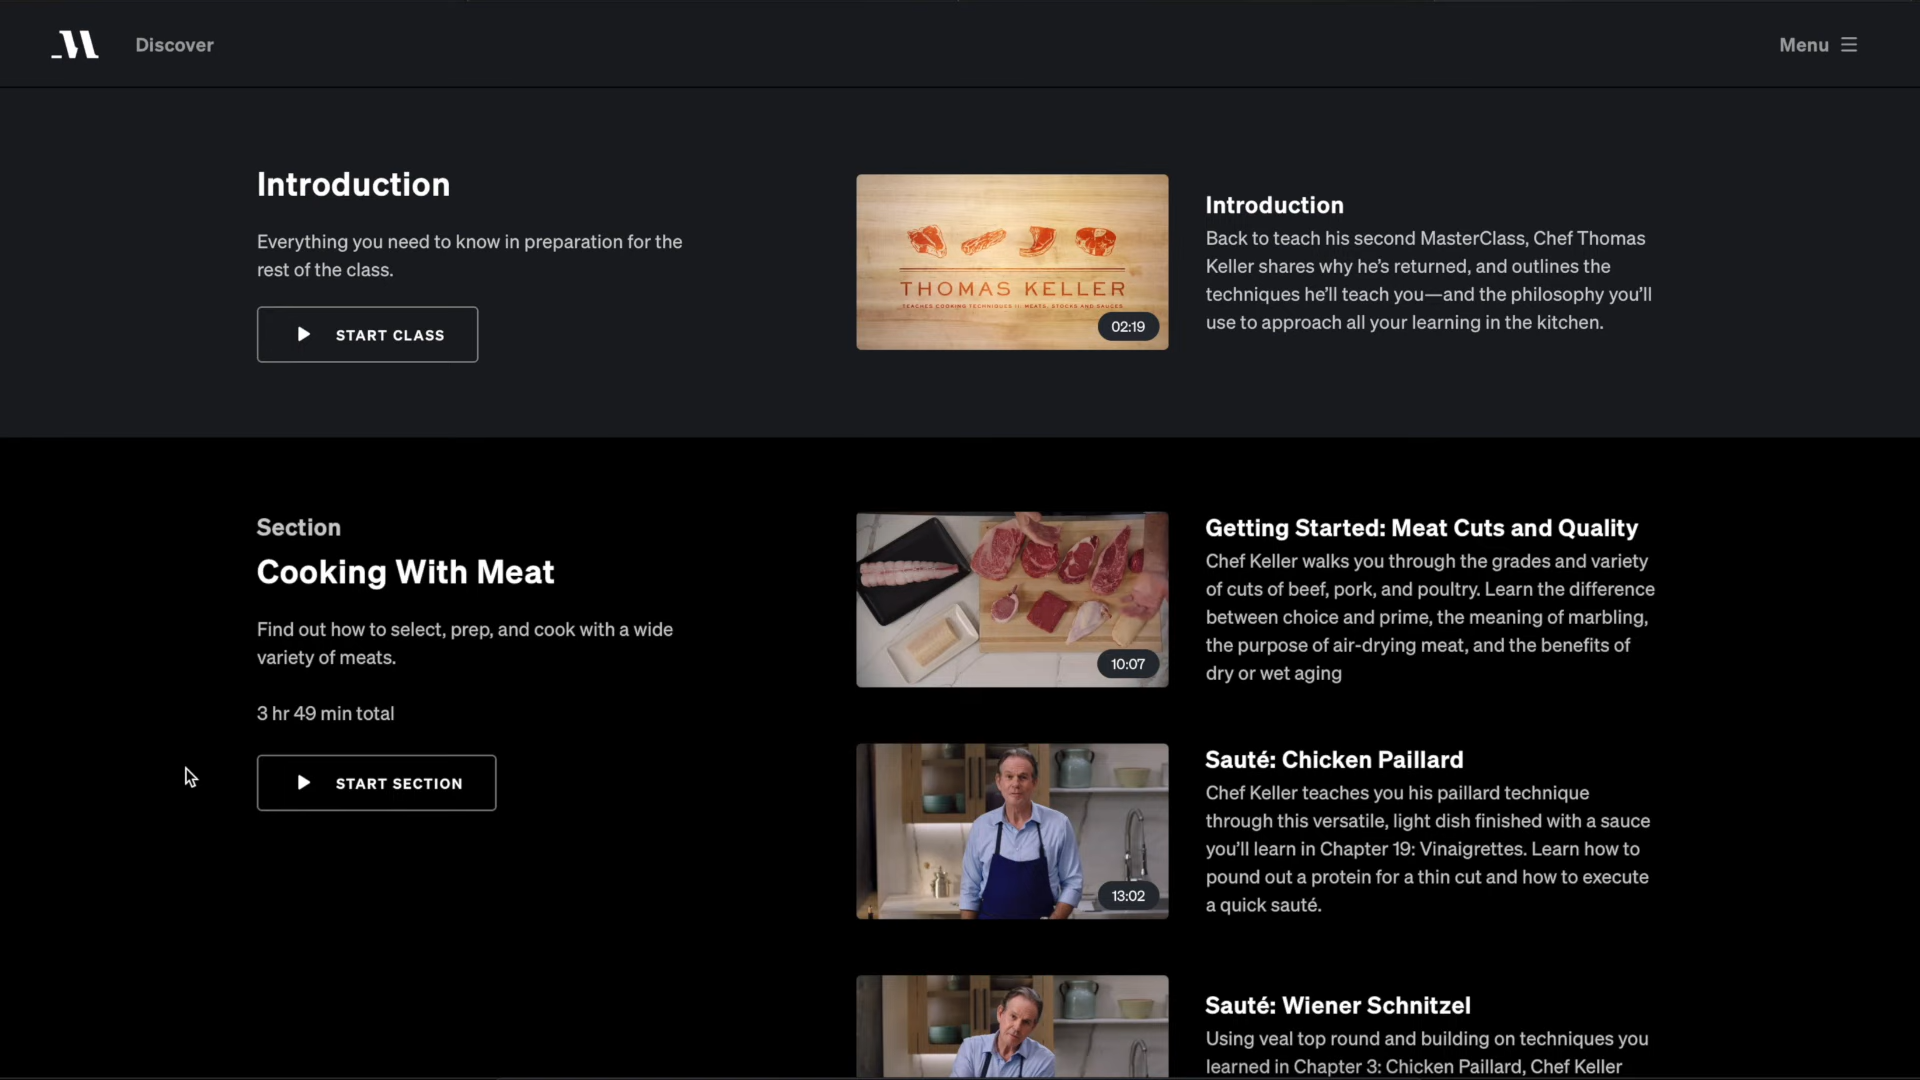 Discover
Menu
Introduction
Everything you need to know in preparation for the
rest of the class.
START CLASS
THOMAS KELLER
TEACHES COOKING TECHNIQUES II: MEATS, STOCKS AND SAUCES
02:19
Introduction
Back to teach his second MasterClass, Chef Thomas
Keller shares why he’s returned, and outlines the
techniques he’ll teach you—and the philosophy you’ll
use to approach all your learning in the kitchen.
Section
Cooking With Meat
Find out how to select, prep, and cook with a wide
variety of meats.
3 hr 49 min total
START SECTION
10:07
Getting Started: Meat Cuts and Quality
Chef Keller walks you through the grades and variety
of cuts of beef, pork, and poultry. Learn the difference
between choice and prime, the meaning of marbling,
the purpose of air-drying meat, and the benefits of
dry or wet aging
13:02
Sauté: Chicken Paillard
Chef Keller teaches you his paillard technique
through this versatile, light dish finished with a sauce
you’ll learn in Chapter 19: Vinaigrettes. Learn how to
pound out a protein for a thin cut and how to execute
a quick sauté.
Sauté: Wiener Schnitzel
Using veal top round and building on techniques you
learned in Chapter 3: Chicken Paillard, Chef Keller